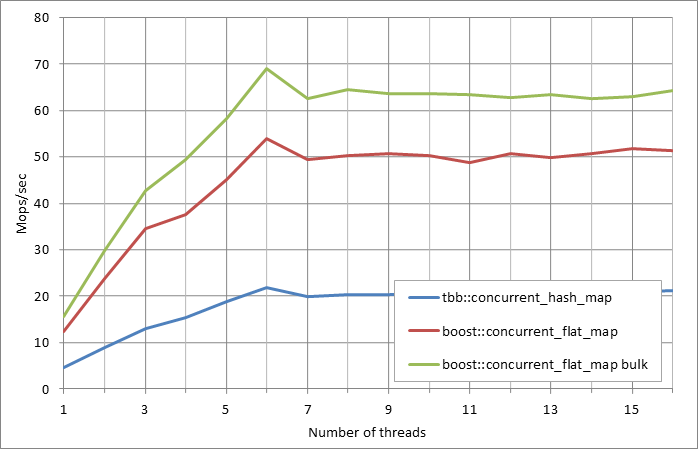 80
70
60
50
40
30
20
10
0
Mops/sec
tbb::concurrent_hash_map
boost::concurrent_flat_map
boost::concurrent_flat_map bulk
1 3 5 7 9 11 13 15
Number of threads